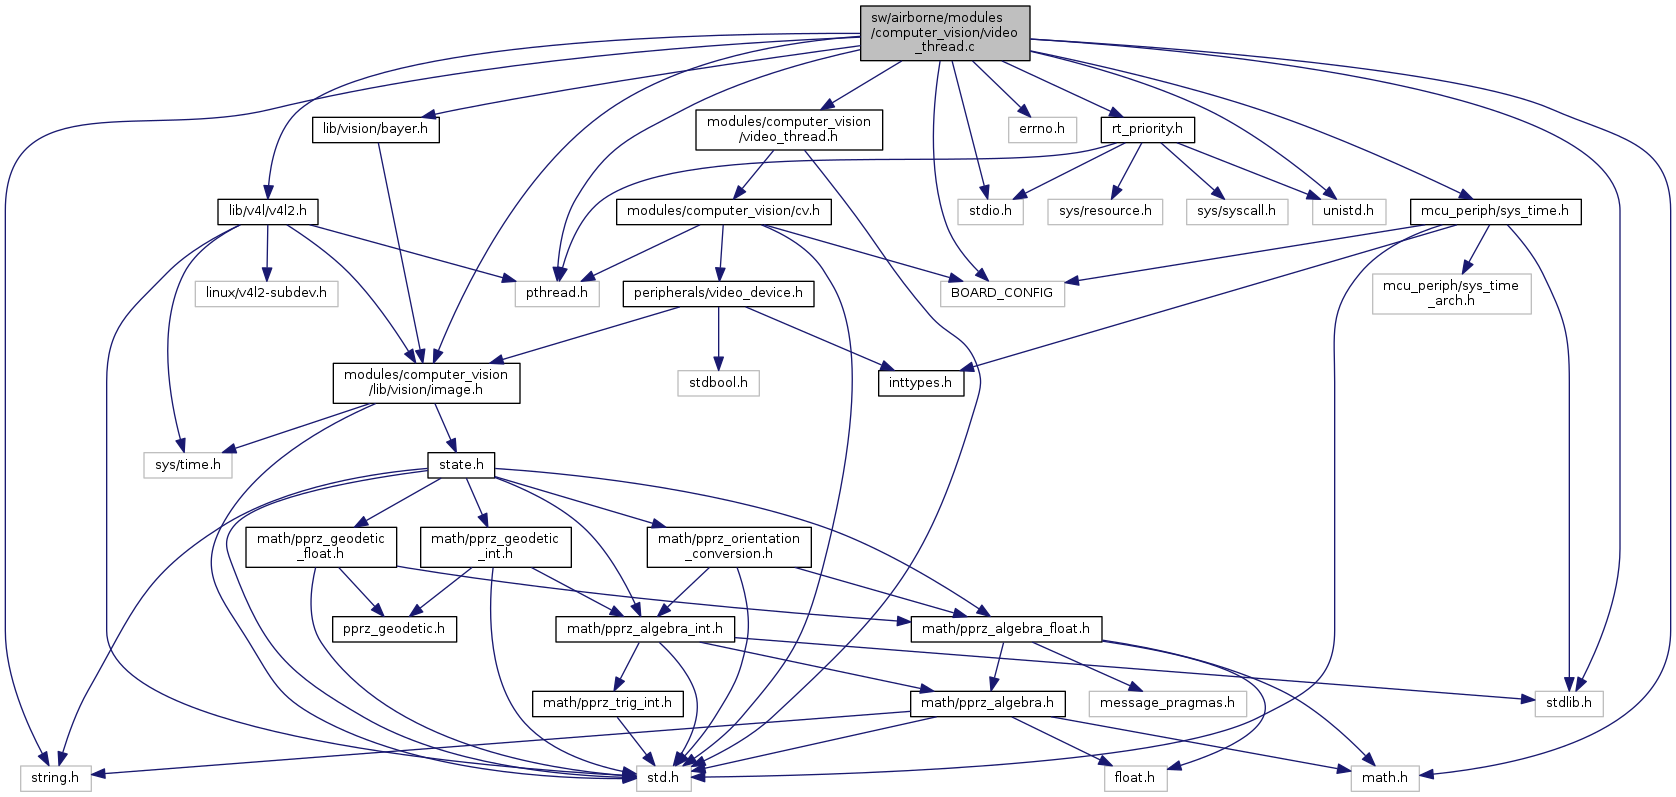 sw/airborne/modules
/computer_vision/video
_thread.c
lib/vision/bayer.h
modules/computer_vision
/video_thread.h
errno.h
rt_priority.h
lib/v4l/v4l2.h
modules/computer_vision/cv.h
stdio.h
sys/resource.h
sys/syscall.h
unistd.h
mcu_periph/sys_time.h
linux/v4l2-subdev.h
pthread.h
peripherals/video_device.h
BOARD_CONFIG
mcu_periph/sys_time
_arch.h
modules/computer_vision
/lib/vision/image.h
stdbool.h
inttypes.h
sys/time.h
state.h
math/pprz_geodetic
_float.h
math/pprz_geodetic
_int.h
math/pprz_orientation
_conversion.h
pprz_geodetic.h
math/pprz_algebra_int.h
math/pprz_algebra_float.h
math/pprz_trig_int.h
math/pprz_algebra.h
message_pragmas.h
stdlib.h
string.h
std.h
float.h
math.h